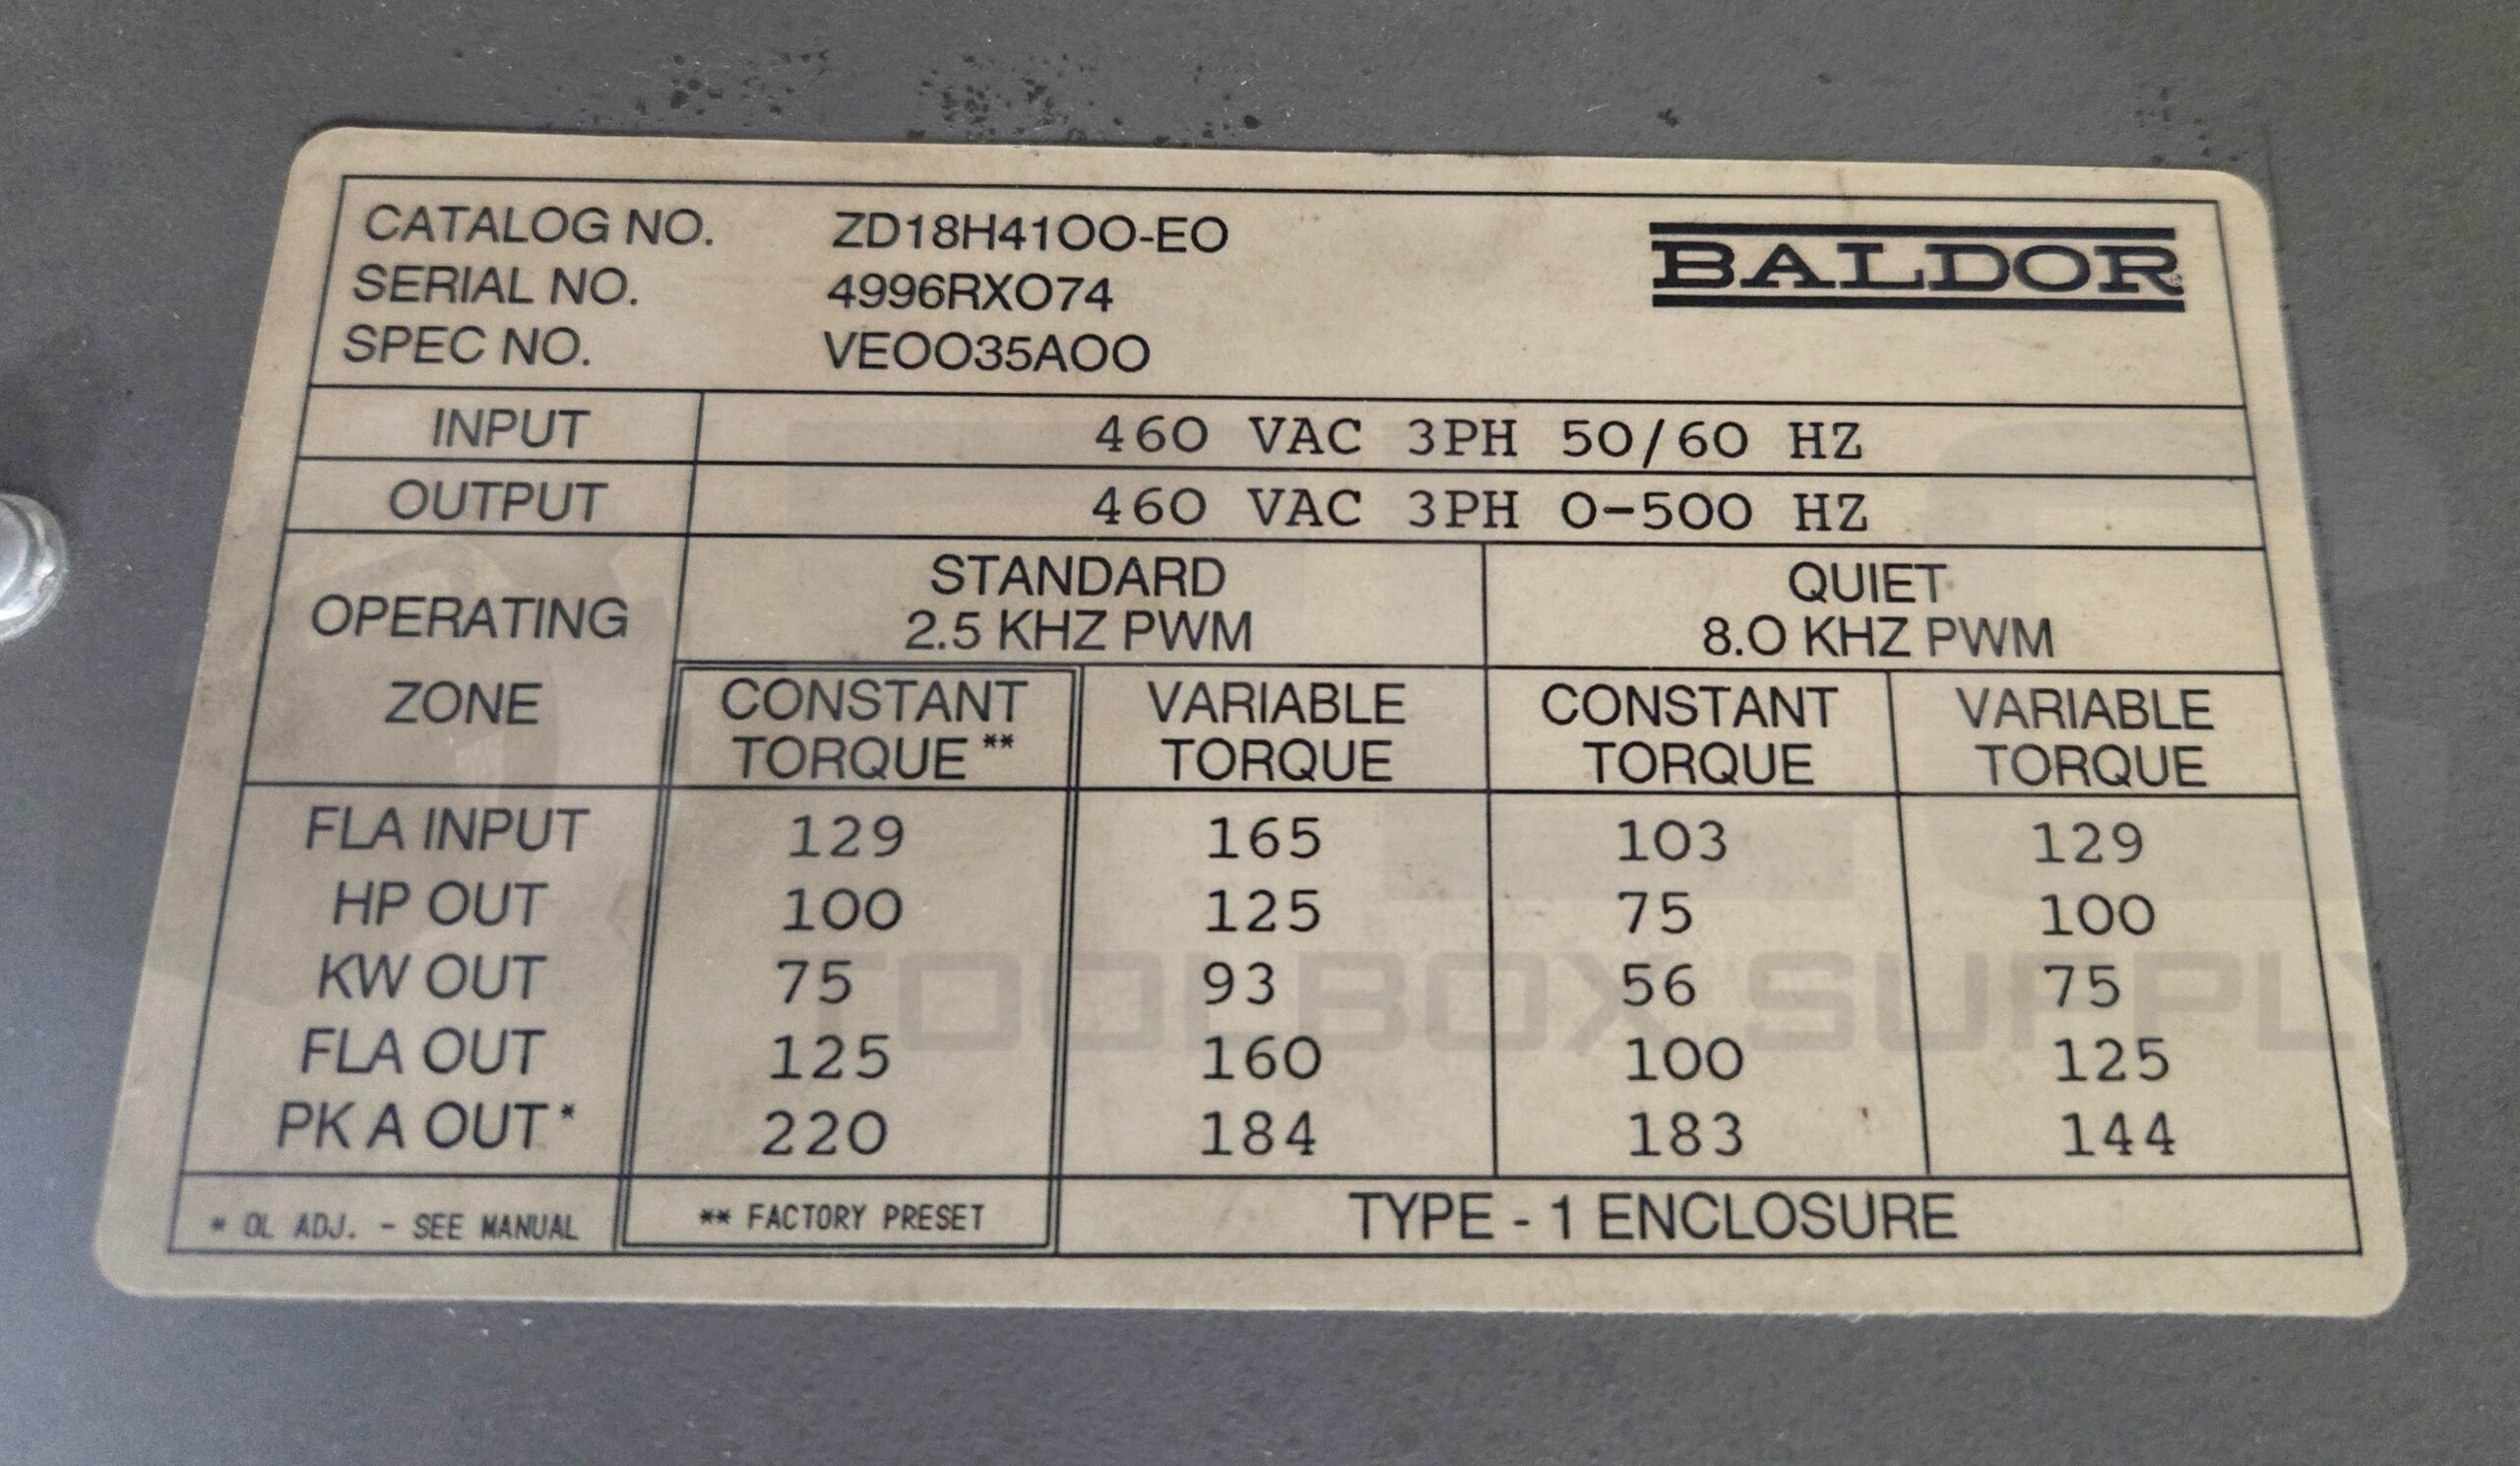 CATALOG NO. ZD18H4100-E0
BALDOR
SERIAL NO. 4996RX074
SPEC NO. VE0035A00
INPUT 460 VAC 3PH 50/60 HZ
OUTPUT 460 VAC 3PH 0-500 HZ
OPERATING ZONE
STANDARD QUIET
2.5 KHZ PWM 8.0 KHZ PWM
CONSTANT VARIABLE CONSTANT VARIABLE
TORQUE** TORQUE TORQUE TORQUE
FLA INPUT 129 165 103 129
HP OUT 100 125 75 100
KW OUT 75 93 56 75
FLA OUT 125 160 100 125
PK A OUT* 220 184 183 144
* OL ADJ. - SEE MANUAL ** FACTORY PRESET TYPE - 1 ENCLOSURE
TOOLBOX SUPPLY